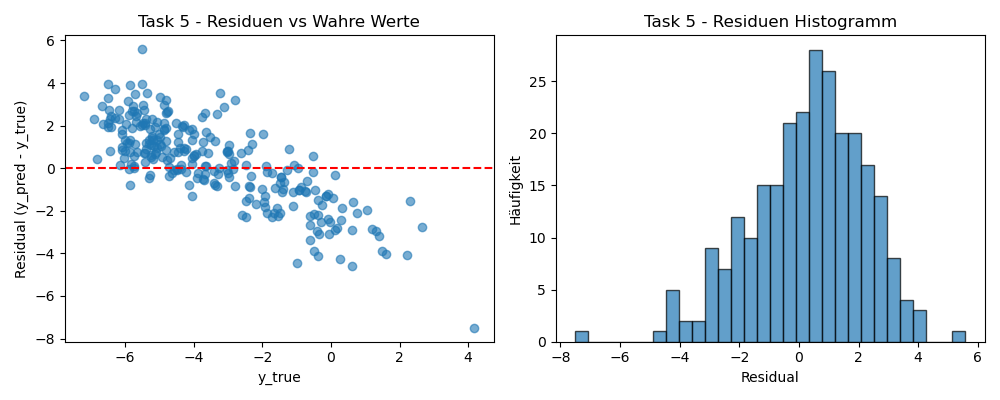 Task 5 - Residuen vs Wahre Werte
6
4
2
0
−2
−4
−6
−8
Residual (y_pred - y_true)
−6 −4 −2 0 2 4
y_true
Task 5 - Residuen Histogramm
25
20
15
10
5
0
Häufigkeit
−8 −6 −4 −2 0 2 4 6
Residual